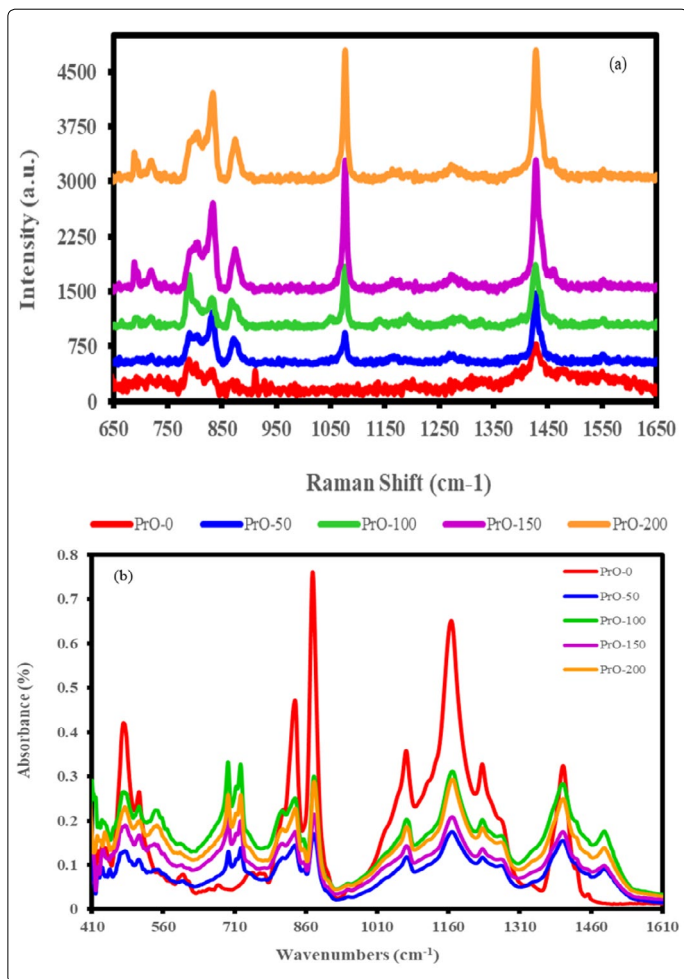 (a)
Intensity (a.u.)
4500
3750
3000
2250
1500
750
0
650 750 850 950 1050 1150 1250 1350 1450 1550 1650
Raman Shift (cm-1)
PrO-0 PrO-50 PrO-100 PrO-150 PrO-200
(b)
Absorbance (%)
0.8
0.7
0.6
0.5
0.4
0.3
0.2
0.1
0
PrO-0
PrO-50
PrO-100
PrO-150
PrO-200
410 560 710 860 1010 1160 1310 1460 1610
Wavenumbers (cm-1)